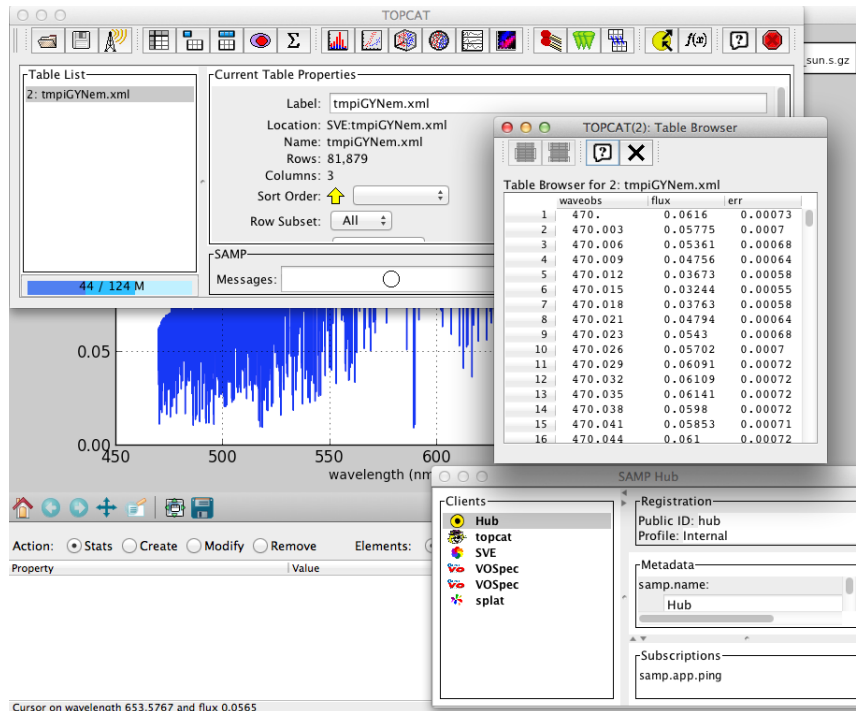 TOPCAT
Σ
f(x)
?
_sun.s.gz
Table List
2: tmpiGYNem.xml
44 / 124 M
Current Table Properties
Label: tmpiGYNem.xml
Location: SVE:tmpiGYNem.xml
Name: tmpiGYNem.xml
Rows: 81,879
Columns: 3
Sort Order:
Row Subset: All
SAMP
Messages:
TOPCAT(2): Table Browser
?
Table Browser for 2: tmpiGYNem.xml
waveobs flux err
1 470. 0.0616 0.00073
2 470.003 0.05775 0.0007
3 470.006 0.05361 0.00068
4 470.009 0.04756 0.00064
5 470.012 0.03673 0.00058
6 470.015 0.03244 0.00055
7 470.018 0.03763 0.00058
8 470.021 0.04794 0.00064
9 470.023 0.0543 0.00068
10 470.026 0.05702 0.0007
11 470.029 0.06091 0.00072
12 470.032 0.06109 0.00072
13 470.035 0.06141 0.00072
14 470.038 0.0598 0.00072
15 470.041 0.05853 0.00071
16 470.044 0.061 0.00072
0.05
0.00
450 500 550 600
wavelength (nm
Action: Stats Create Modify Remove Elements:
Property Value
Cursor on wavelength 653.5767 and flux 0.0565
SAMP Hub
Clients
Hub
topcat
SVE
VOSpec
VOSpec
splat
Registration
Public ID: hub
Profile: Internal
Metadata
samp.name:
Hub
Subscriptions
samp.app.ping